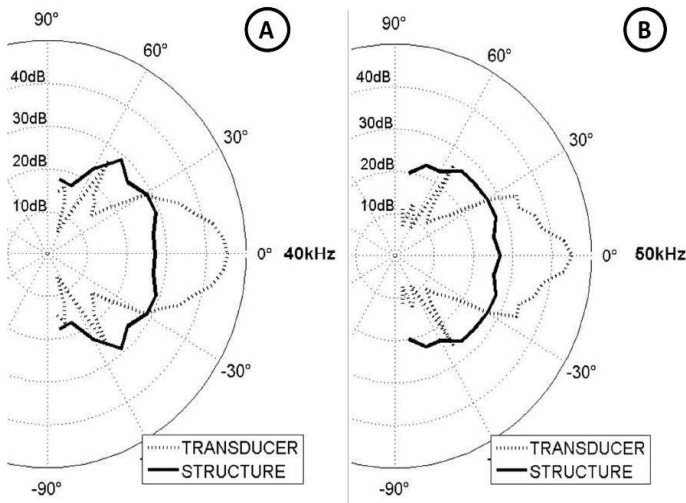 90°
A
60°
40dB
30dB
30°
20dB
10dB
0°
40kHz
-30°
TRANSDUCER
STRUCTURE
-90°
90°
B
60°
40dB
30dB
30°
20dB
10dB
0°
50kHz
-30°
TRANSDUCER
STRUCTURE
-90°